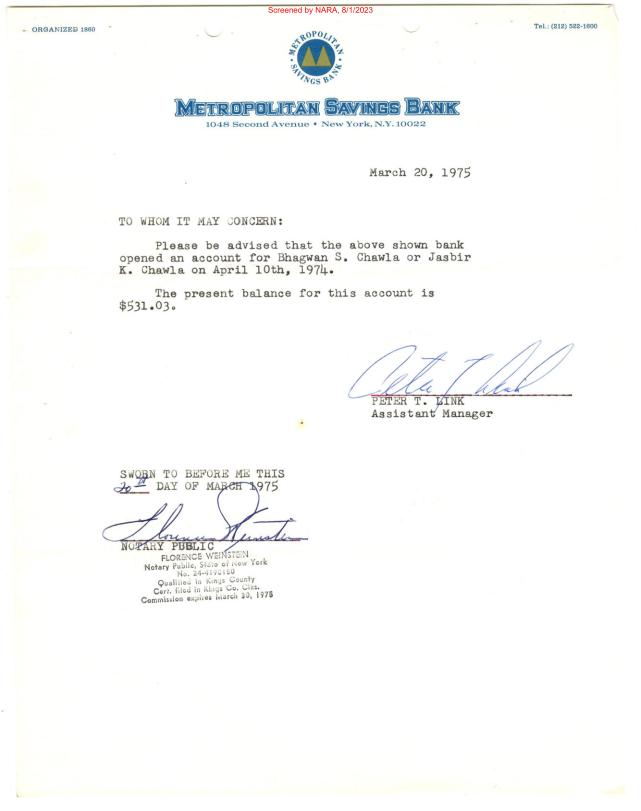 Screened by NARA, 8/1/2023
ORGANIZED 1860
Tel.: (212) 522-1600
METROPOLITAN
SAVINGS BANK
METROPOLITAN SAVINGS BANK
1048 Second Avenue • New York, N.Y. 10022
March 20, 1975
TO WHOM IT MAY CONCERN:
Please be advised that the above shown bank
opened an account for Bhagwan S. Chawla or Jasbir
K. Chawla on April 10th, 1974.
The present balance for this account is
$531.03.
PETER T. LINK
Assistant Manager
SWORN TO BEFORE ME THIS
20th DAY OF MARCH 1975
Florence Weinstein
NOTARY PUBLIC
FLORENCE WEINSTEIN
Notary Public, State of New York
No.
Qualified in Kings County
Cert. filed in Kings Co. Clks.
Commission expires March 30, 1975